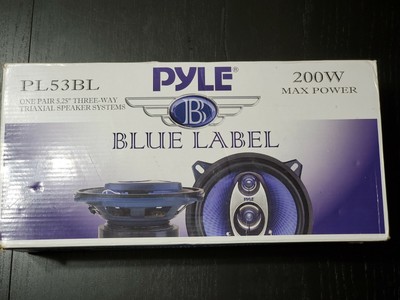 PYLE®
PL53BL
ONE PAIR 5.25" THREE-WAY
TRIAXIAL SPEAKER SYSTEMS
200W
MAX POWER
B
BLUE LABEL
PYLE